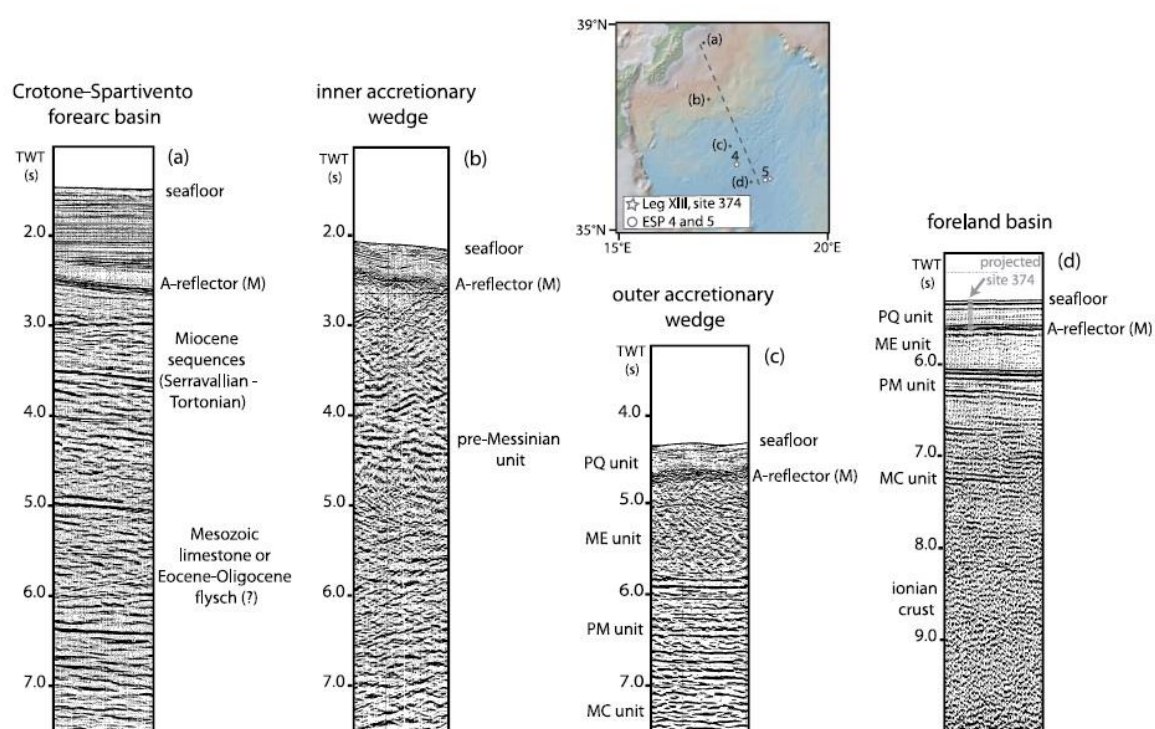 Crotone–Spartivento
forearc basin
TWT
(s)
(a)
seafloor
2.0
A–reflector (M)
3.0
Miocene
sequences
(Serravallian -
Tortonian)
4.0
5.0
Mesozoic
limestone or
Eocene–Oligocene
flysch (?)
6.0
7.0
inner accretionary
wedge
TWT
(s)
(b)
2.0
seafloor
A–reflector (M)
3.0
4.0
pre-Messinian
unit
5.0
6.0
7.0
39°N
(a)
(b)
(c)
4
(d)
5
Leg XIII, site 374
ESP 4 and 5
35°N
15°E
20°E
outer accretionary
wedge
TWT
(s)
(c)
4.0
seafloor
PQ unit
A–reflector (M)
5.0
ME unit
6.0
PM unit
7.0
MC unit
foreland basin
TWT
(s)
projected
site 374
(d)
seafloor
PQ unit
A–reflector (M)
ME unit
6.0
PM unit
7.0
MC unit
8.0
ionian
crust
9.0